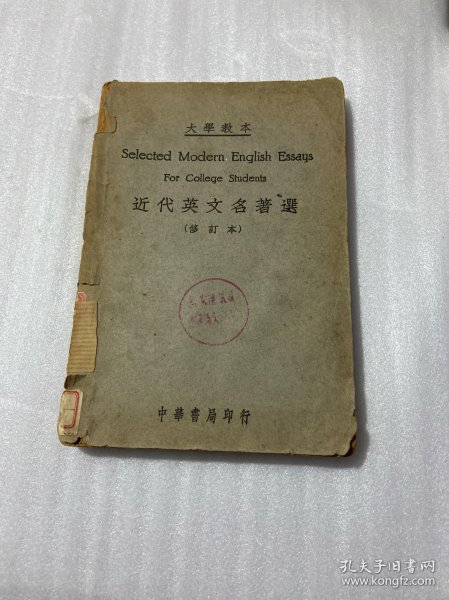 大學教本
Selected Modern English Essays
For College Students
近代英文名著選
(修訂本)
中華書局印行
孔夫子旧书网
www.kongfz.com